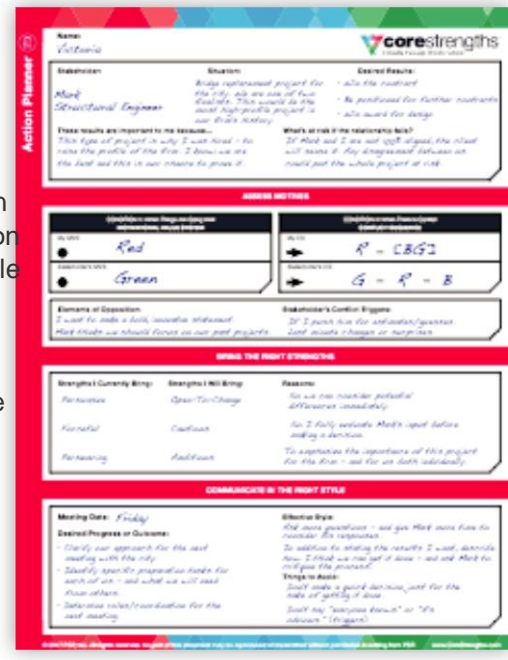 Action Planner
Name:
Victoria
corestrengths
Stakeholder:
Mark
Structural Engineer
Situation:
Bridge replacement project for
the city. We are one of two
finalists. This would be the
most high-profile project in
our firm's history.
Desired Results:
- Win the contract
- Be positioned for further contracts
- Win award for design
These results are important to me because...
This type of project is why I was hired - to
raise the profile of the firm. I know we are
the best and this is our chance to prove it.
What's at risk if the relationship fails?
If Mark and I are not 100% aligned, the client
will sense it. Any disagreement between us
could put the whole project at risk.
ASSESS MOTIVES
MOTIVATIONAL VALUE SYSTEM
CONFLICT SEQUENCE
Red
R -
Green
G - R - B
Elements of Opposition:
I want to make a bold, innovative statement.
Mark thinks we should focus on our past projects.
Stakeholder's Conflict Triggers:
If I push him for estimates/guesses.
Last minute changes or surprises.
BRING THE RIGHT STRENGTHS
Strengths I Currently Bring:
Strengths I Will Bring:
Reasons:
Persuasive
Open-To-Change
So we can consider potential
differences immediately.
Forceful
Cautious
So I fully evaluate Mark's input before
making a decision.
Persevering
Ambitious
To emphasize the importance of this project
for the firm - and for us both individually.
COMMUNICATE IN THE RIGHT STYLE
Meeting Date: Friday
Desired Progress or Outcome:
- Clarify our approach for the next
meeting with the city.
- Identify specific preparation tasks for
each of us - and what we will need
from others.
- Determine roles/coordination for the
next meeting.
Effective Style:
Ask more questions - and give Mark more time to
consider his responses.
In addition to stating the results I want, describe
how I think we can get it done - and ask Mark to
critique the process.
Things to Avoid:
Don't make a quick decision, just for the
sake of getting it done.
Don't say "everyone knows" or "it's
obvious" (triggers)
www.CoreStrengths.com